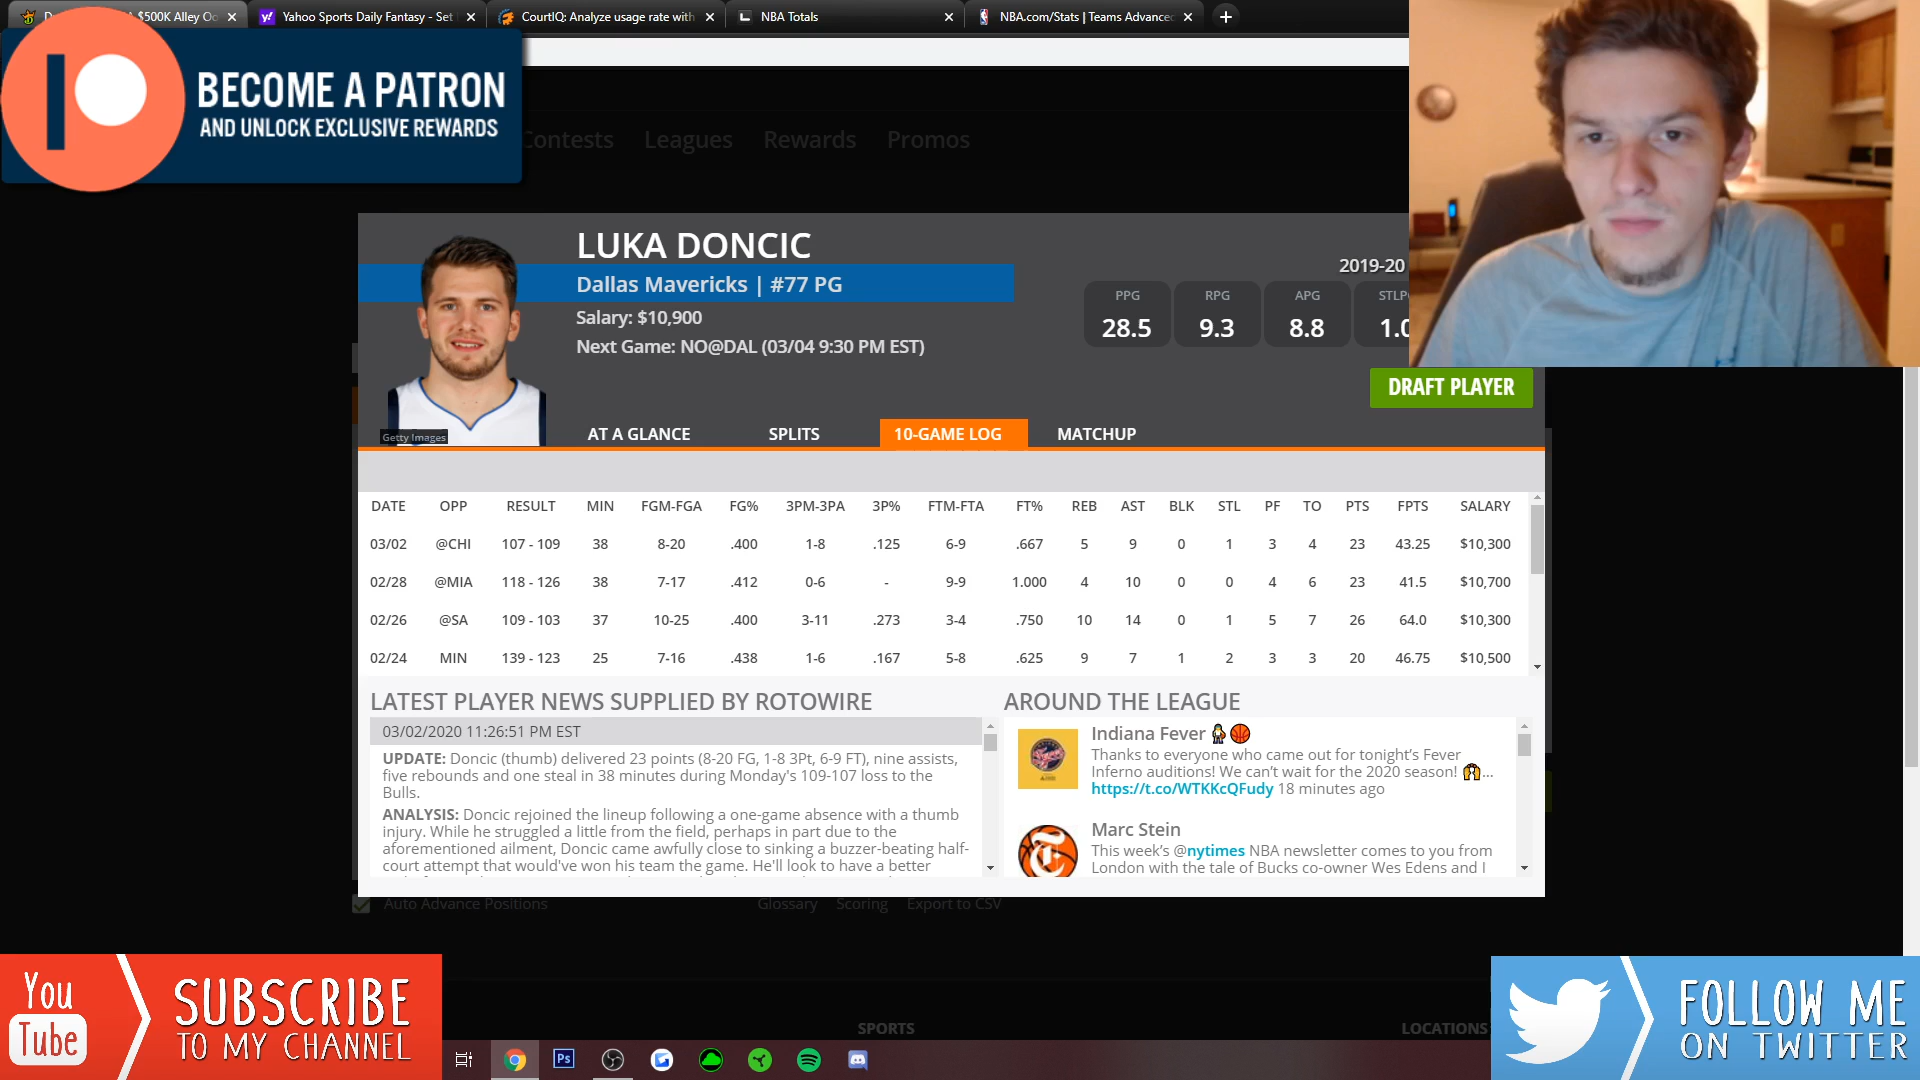 $500K Alley Oo
Yahoo Sports Daily Fantasy - Set
CourtIQ: Analyze usage rate with
NBA Totals
NBA.com/Stats | Teams Advanced
BECOME A PATRON
AND UNLOCK EXCLUSIVE REWARDS
Contests Leagues Rewards Promos
LUKA DONCIC
Dallas Mavericks | #77 PG
Salary: $10,900
Next Game: NO@DAL (03/04 9:30 PM EST)
2019-20
PPG RPG APG
28.5 9.3 8.8
DRAFT PLAYER
Getty Images
AT A GLANCE SPLITS 10-GAME LOG MATCHUP
DATE OPP RESULT MIN FGM-FGA FG% 3PM-3PA 3P% FTM-FTA FT% REB AST BLK STL PF TO PTS FPTS SALARY
03/02 @CHI 107 - 109 38 8-20 .400 1-8 .125 6-9 .667 5 9 0 1 3 4 23 43.25 $10,300
02/28 @MIA 118 - 126 38 7-17 .412 0-6 - 9-9 1.000 4 10 0 0 4 6 23 41.5 $10,700
02/26 @SA 109 - 103 37 10-25 .400 3-11 .273 3-4 .750 10 14 0 1 5 7 26 64.0 $10,300
02/24 MIN 139 - 123 25 7-16 .438 1-6 .167 5-8 .625 9 7 1 2 3 3 20 46.75 $10,500
LATEST PLAYER NEWS SUPPLIED BY ROTOWIRE
03/02/2020 11:26:51 PM EST
UPDATE: Doncic (thumb) delivered 23 points (8-20 FG, 1-8 3Pt, 6-9 FT), nine assists,
five rebounds and one steal in 38 minutes during Monday's 109-107 loss to the
Bulls.
ANALYSIS: Doncic rejoined the lineup following a one-game absence with a thumb
injury. While he struggled a little from the field, perhaps in part due to the
aforementioned ailment, Doncic came awfully close to sinking a buzzer-beating half-
court attempt that would've won his team the game. He'll look to have a better
AROUND THE LEAGUE
Indiana Fever
Thanks to everyone who came out for tonight's Fever
Inferno auditions! We can't wait for the 2020 season! ...
https://t.co/WTKKcQFudy 18 minutes ago
Marc Stein
This week's @nytimes NBA newsletter comes to you from
London with the tale of Bucks co-owner Wes Edens and I
Auto Advance Positions
Glossary Scoring Export to CSV
SPORTS
LOCATIONS
You Tube
SUBSCRIBE
TO MY CHANNEL
FOLLOW ME
ON TWITTER
Ps